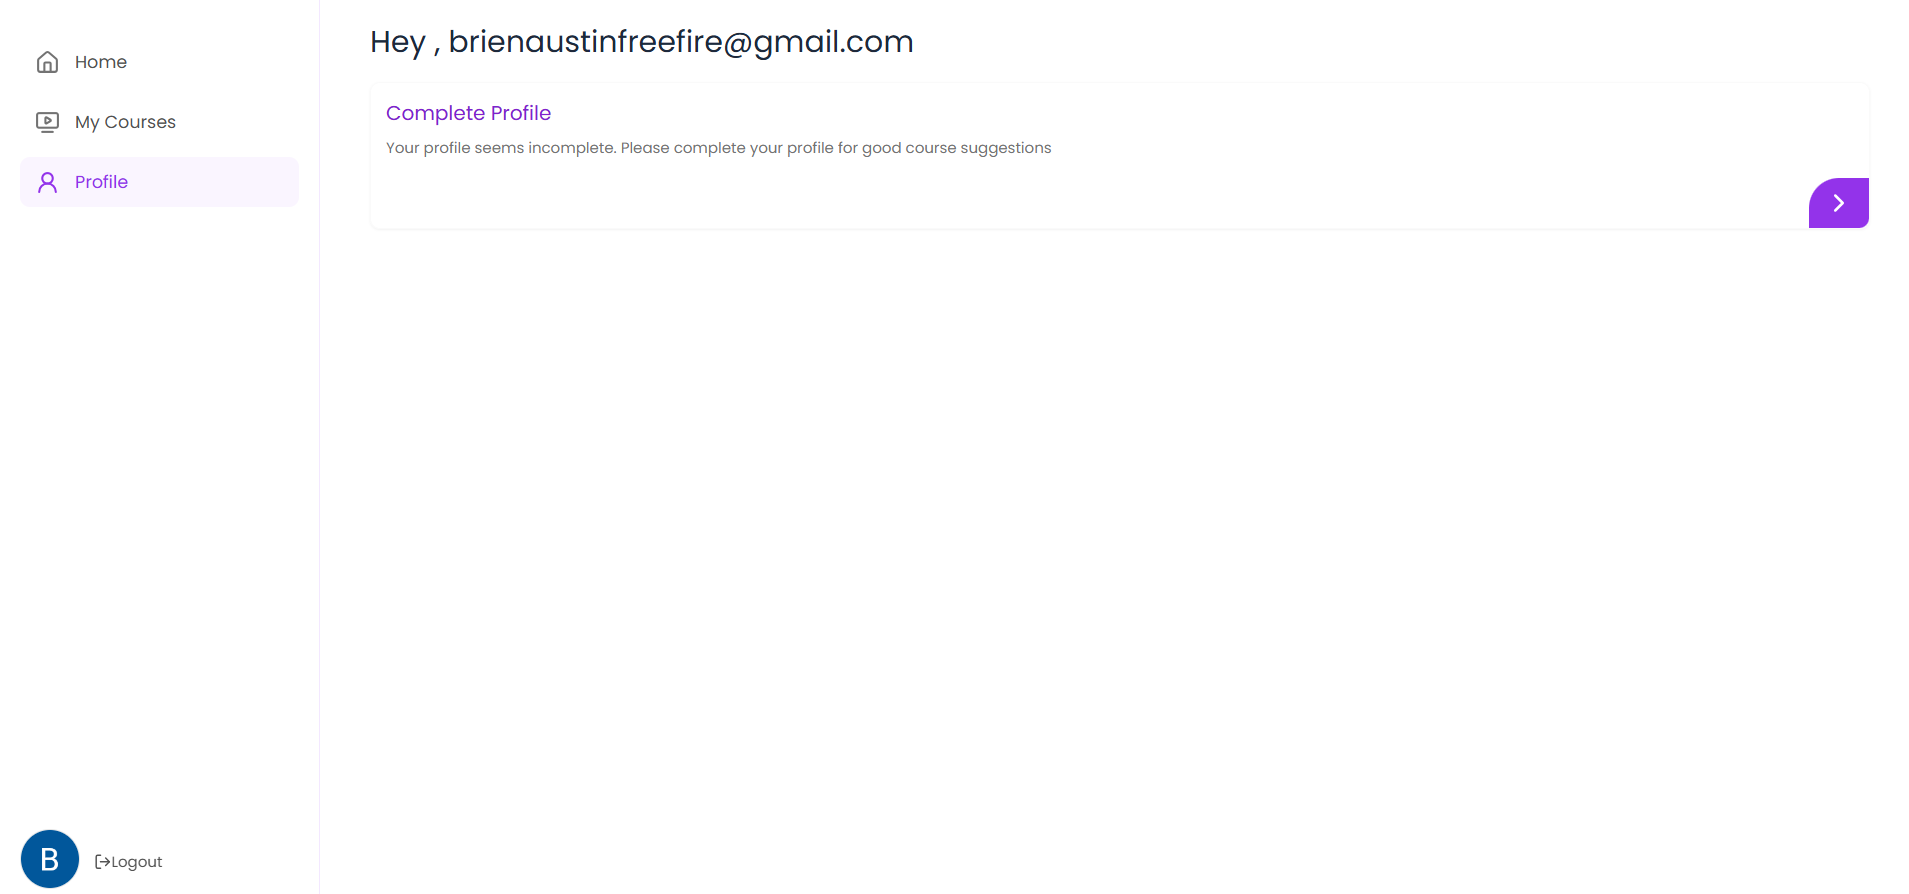 Home
My Courses
Profile
Hey , brienaustinfreefire@gmail.com
Complete Profile
Your profile seems incomplete. Please complete your profile for good course suggestions
B
Logout